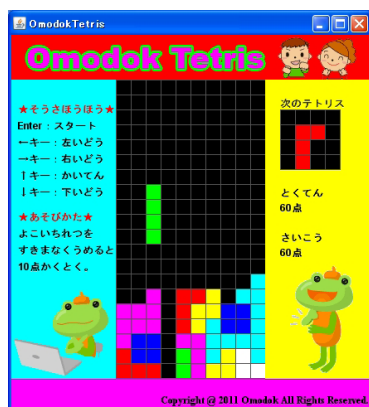 OmodokTetris
Omodok Tetris
★そうさほうほう★
Enter：スタート
←キー：左いどう
→キー：右いどう
↑キー：かいてん
↓キー：下いどう
★あそびかた★
よこいちれつを
すきまなくうめると
10点かくとく。
次のテトリス
とくてん
60点
さいこう
60点
Copyright @ 2011 Omodok All Rights Reserved.